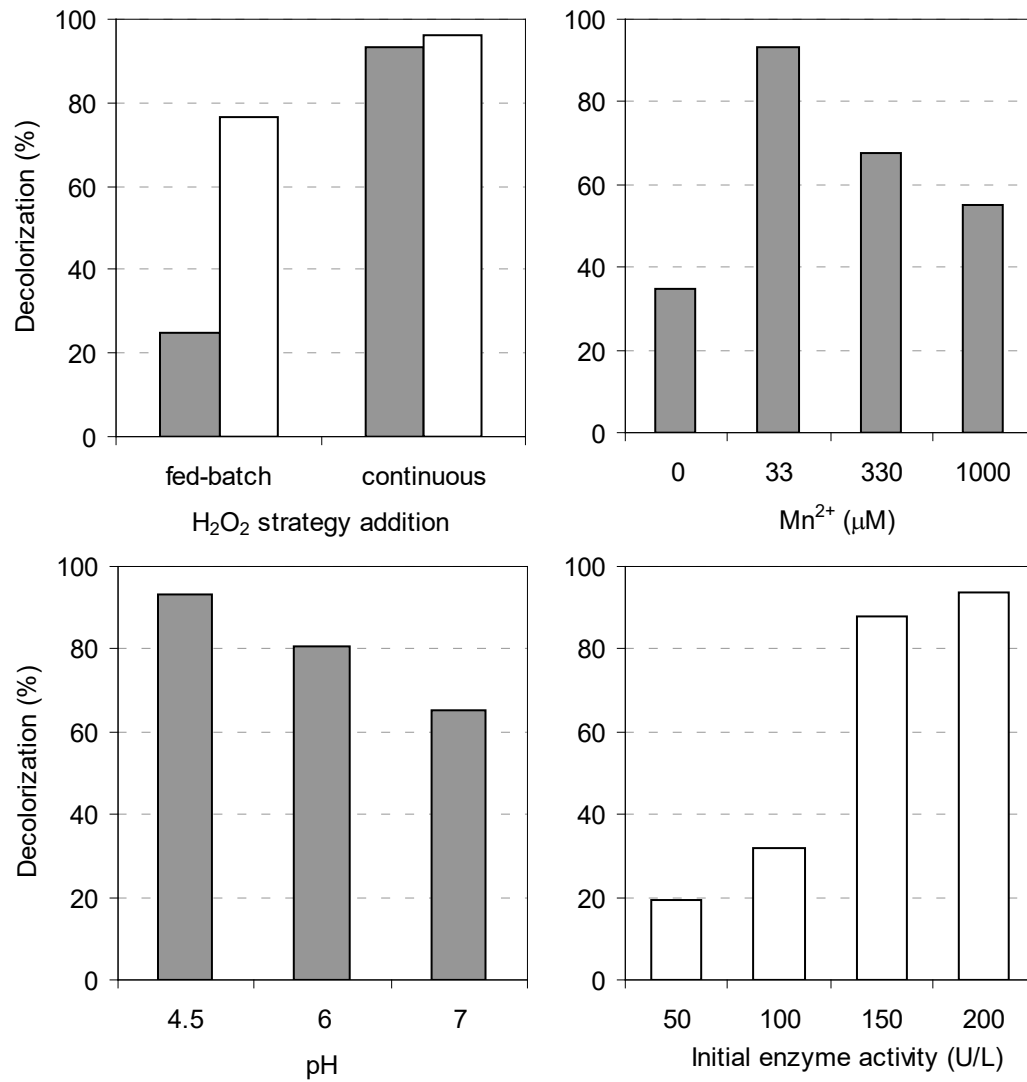 Decolorization (%)
100
80
60
40
20
0
fed-batch continuous
H₂O₂ strategy addition
100
80
60
40
20
0
0 33 330 1000
Mn²⁺ (μM)
Decolorization (%)
100
80
60
40
20
0
4.5 6 7
pH
100
80
60
40
20
0
50 100 150 200
Initial enzyme activity (U/L)